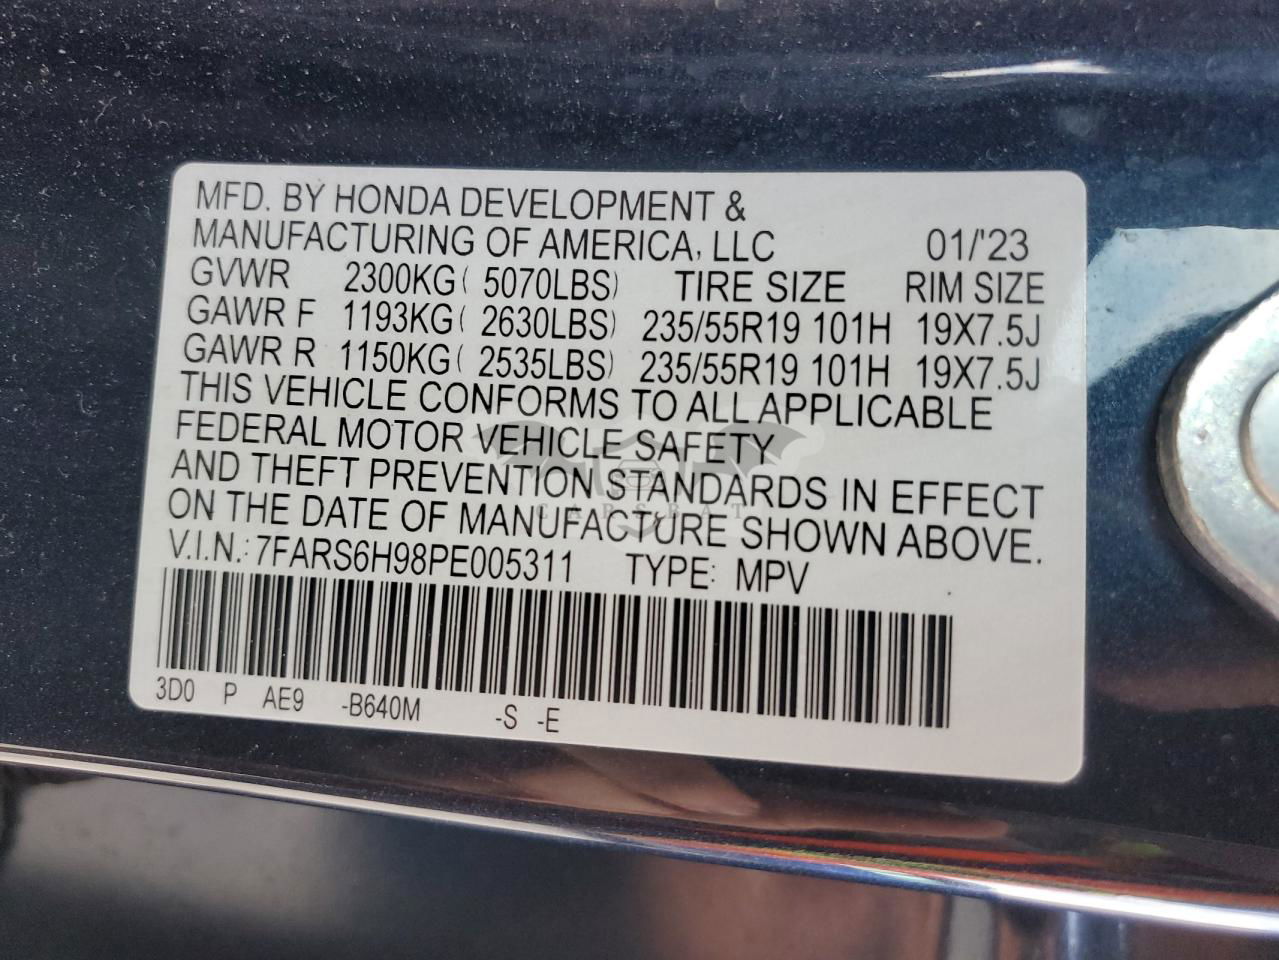 MFD. BY HONDA DEVELOPMENT &
MANUFACTURING OF AMERICA, LLC 01/'23
GVWR 2300KG( 5070LBS) TIRE SIZE RIM SIZE
GAWR F 1193KG( 2630LBS) 235/55R19 101H 19X7.5J
GAWR R 1150KG( 2535LBS) 235/55R19 101H 19X7.5J
THIS VEHICLE CONFORMS TO ALL APPLICABLE
FEDERAL MOTOR VEHICLE SAFETY
AND THEFT PREVENTION STANDARDS IN EFFECT
CARSBAT
ON THE DATE OF MANUFACTURE SHOWN ABOVE.
V.I.N.: 7FARS6H98PE005311 TYPE: MPV
3D0 P AE9 -B640M -S -E